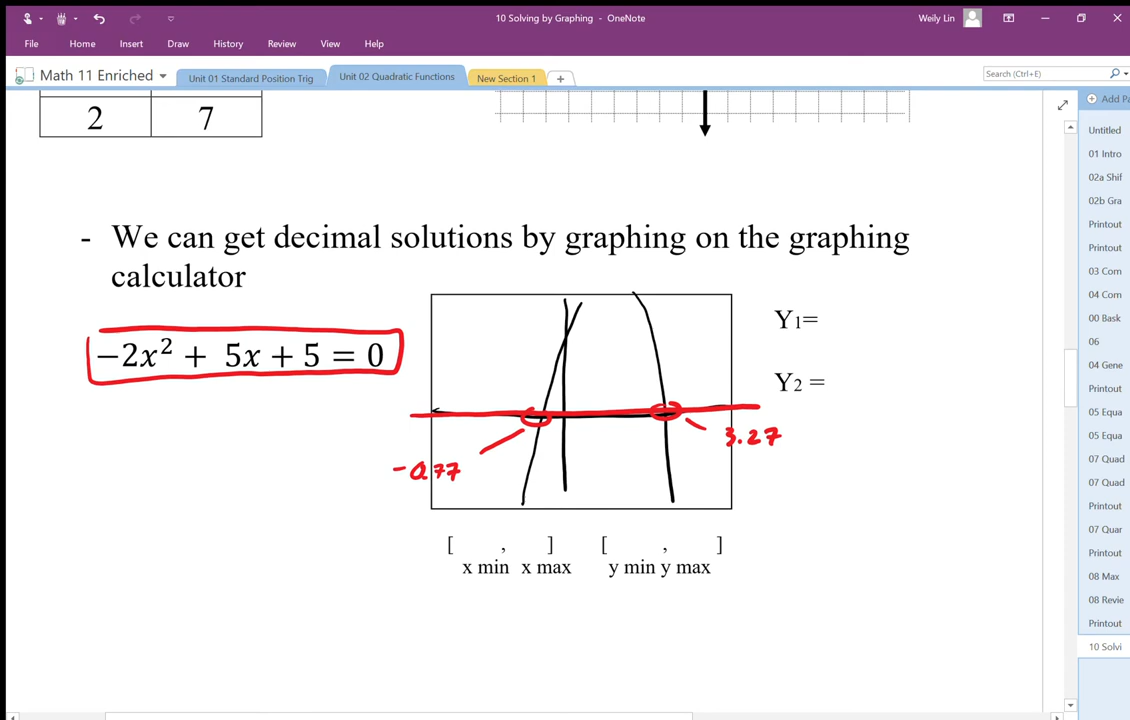 10 Solving by Graphing - OneNote
Weily Lin
File Home Insert Draw History Review View Help
Math 11 Enriched
Unit 01 Standard Position Trig
Unit 02 Quadratic Functions
New Section 1
Search (Ctrl+E)
Add Pa
Untitled
01 Intro
02a Shif
02b Gra
Printout
Printout
03 Com
04 Com
00 Bask
06
04 Gene
Printout
05 Equa
05 Equa
07 Quad
07 Quad
Printout
07 Quar
Printout
08 Max
08 Revie
Printout
10 Solvi
2 7
- We can get decimal solutions by graphing on the graphing
calculator
−2x² + 5x + 5 = 0
Y1=
Y2 =
-0.77
3.27
[ , ] [ , ]
x min x max y min y max